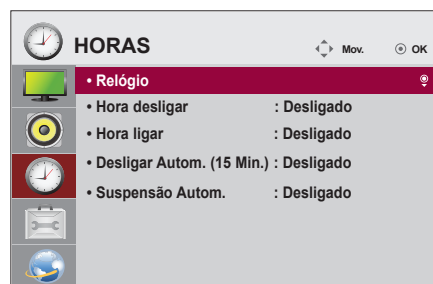 HORAS
Mov.
OK
• Relógio
• Hora desligar : Desligado
• Hora ligar : Desligado
• Desligar Autom. (15 Min.) : Desligado
• Suspensão Autom. : Desligado